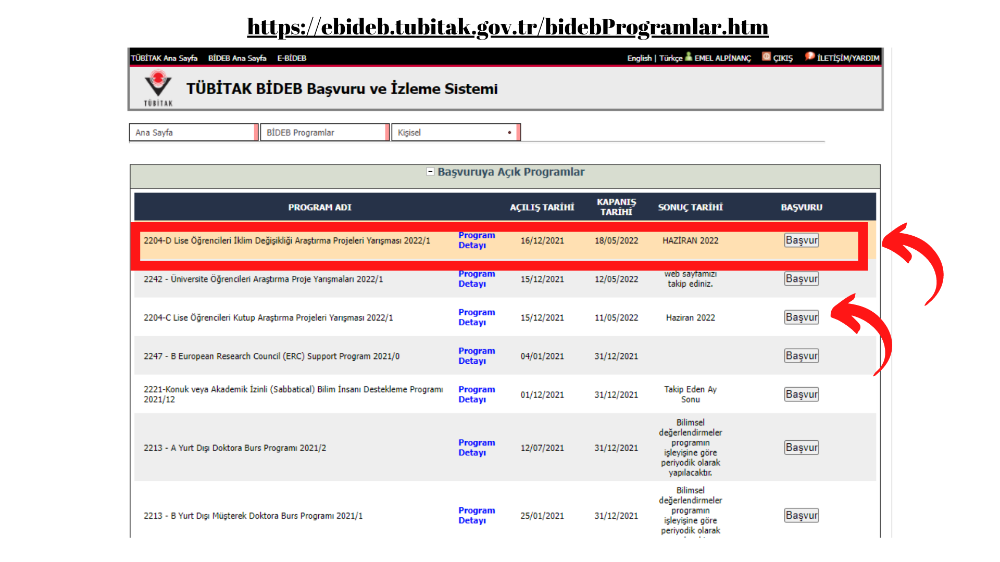 https://ebideb.tubitak.gov.tr/bidebProgramlar.htm
TÜBİTAK Ana Sayfa BİDEB Ana Sayfa E-BİDEB English | Türkçe EMEL ALPİNANÇ ÇIKIŞ İLETİŞİM/YARDIM
TÜBİTAK
TÜBİTAK BİDEB Başvuru ve İzleme Sistemi
Ana Sayfa BİDEB Programlar Kişisel
Başvuruya Açık Programlar
PROGRAM ADI AÇILIŞ TARİHİ KAPANIŞ TARİHİ SONUÇ TARİHİ BAŞVURU
2204-D Lise Öğrencileri İklim Değişikliği Araştırma Projeleri Yarışması 2022/1 Program Detayı 16/12/2021 18/05/2022 HAZİRAN 2022 Başvur
2242 - Üniversite Öğrencileri Araştırma Proje Yarışmaları 2022/1 Program Detayı 15/12/2021 12/05/2022 web sayfamızı takip ediniz. Başvur
2204-C Lise Öğrencileri Kutup Araştırma Projeleri Yarışması 2022/1 Program Detayı 15/12/2021 11/05/2022 Haziran 2022 Başvur
2247 - B European Research Council (ERC) Support Program 2021/0 Program Detayı 04/01/2021 31/12/2021 Başvur
2221-Konuk veya Akademik İzinli (Sabbatical) Bilim İnsanı Destekleme Programı 2021/12 Program Detayı 01/12/2021 31/12/2021 Takip Eden Ay Sonu Başvur
2213 - A Yurt Dışı Doktora Burs Programı 2021/2 Program Detayı 12/07/2021 31/12/2021 Bilimsel değerlendirmeler programın işleyişine göre periyodik olarak yapılacaktır. Başvur
2213 - B Yurt Dışı Müşterek Doktora Burs Programı 2021/1 Program Detayı 25/01/2021 31/12/2021 Bilimsel değerlendirmeler programın işleyişine göre periyodik olarak Başvur